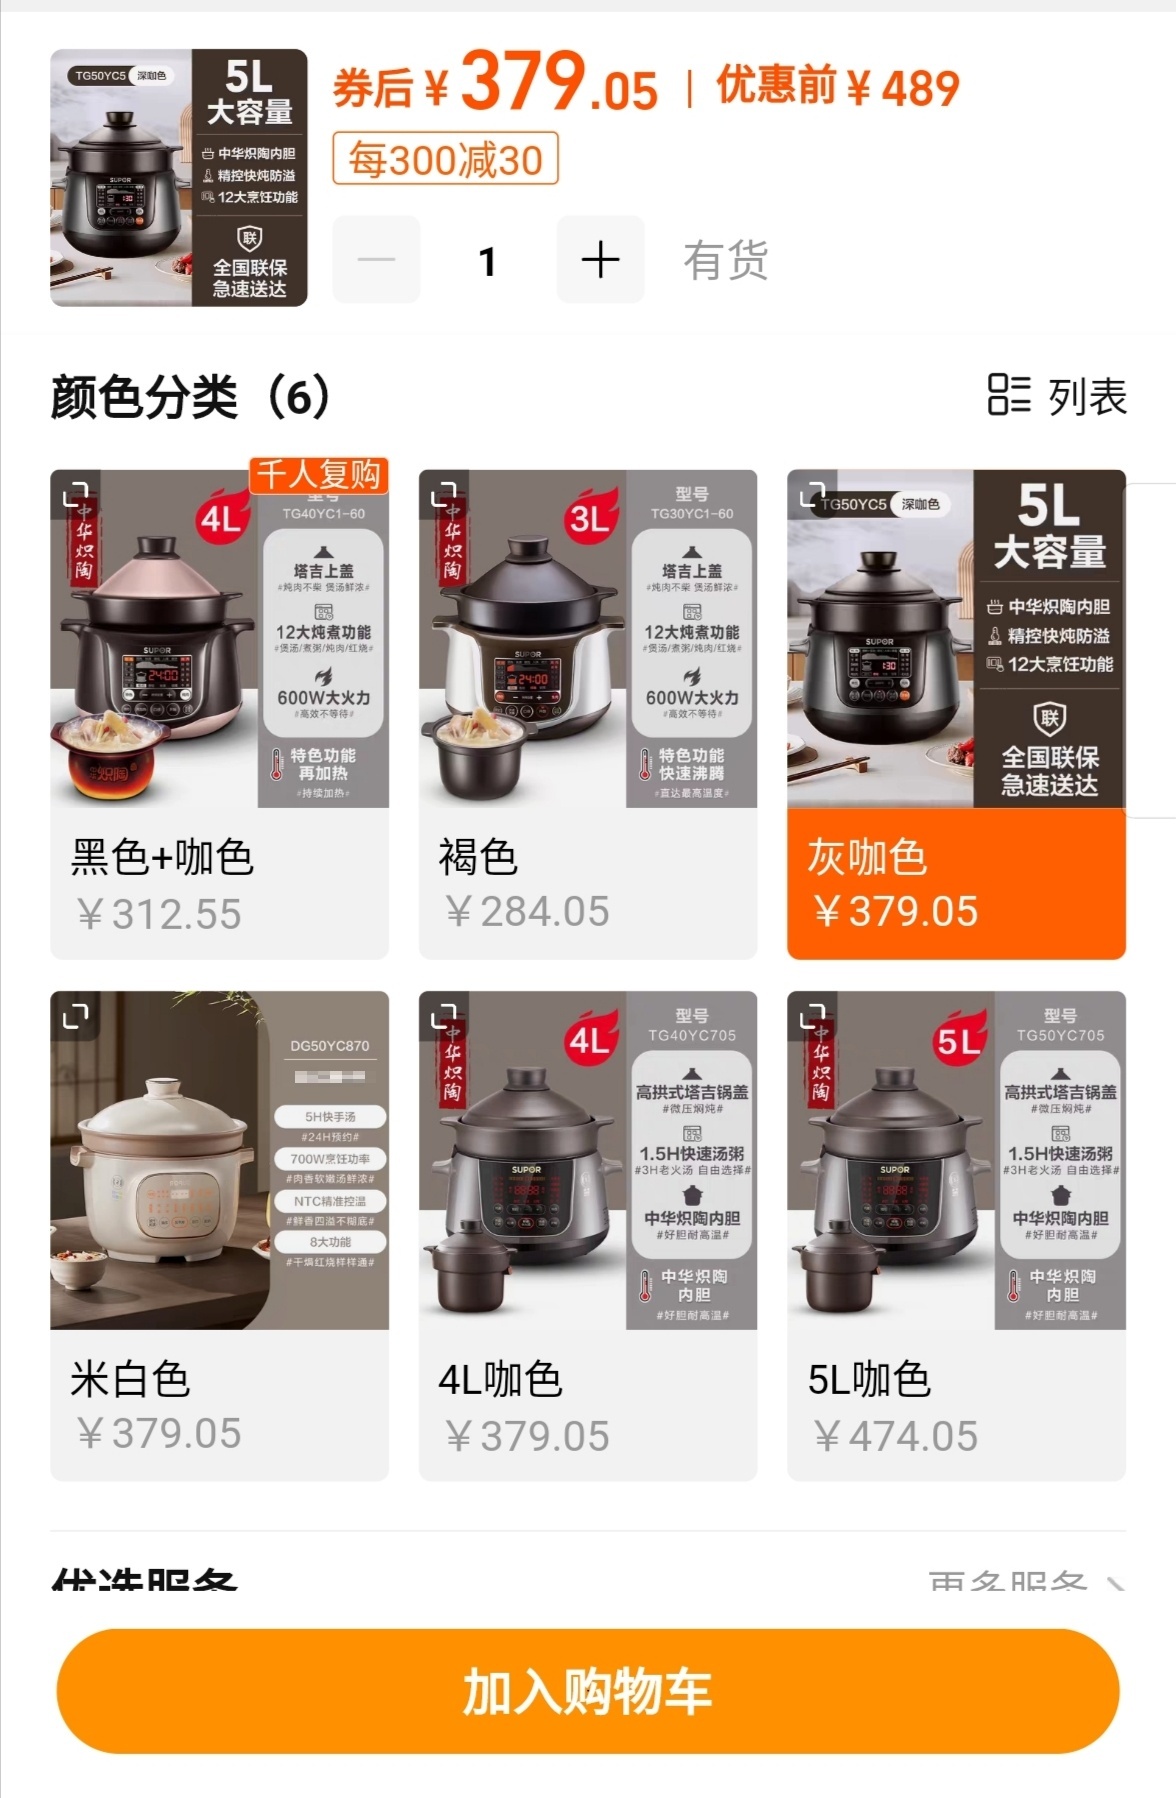 TG50YC5 深咖色
5L
大容量
中华炽陶内胆
精控快炖防溢
12大烹饪功能
联
全国联保
急速送达
SUPOR
券后¥379.05 | 优惠前¥489
每300减30
1
有货
颜色分类（6）
列表
千人复购
中华炽陶
4L
型号
TG40YC1-60
塔吉上盖
#炖肉不柴 煲汤鲜浓#
12大炖煮功能
#煲汤/煮粥/炖肉/红烧#
600W大火力
#高效不等待#
特色功能
再加热
#持续加热#
SUPOR
24:00
炽陶
黑色+咖色
¥312.55
中华炽陶
3L
型号
TG30YC1-60
塔吉上盖
#炖肉不柴 煲汤鲜浓#
12大炖煮功能
#煲汤/煮粥/炖肉/红烧#
600W大火力
#高效不等待#
特色功能
快速沸腾
#直达最高温度#
SUPOR
24:00
褐色
¥284.05
TG50YC5 深咖色
5L
大容量
中华炽陶内胆
精控快炖防溢
12大烹饪功能
联
全国联保
急速送达
SUPOR
灰咖色
¥379.05
DG50YC870
5H快手汤
#24H预约#
700W烹饪功率
#肉香软嫩汤鲜浓#
NTC精准控温
#鲜香四溢不糊底#
8大功能
#干焗红烧样样通#
米白色
¥379.05
中华炽陶
4L
型号
TG40YC705
高拱式塔吉锅盖
#微压焖炖#
1.5H快速汤粥
#3H老火汤 自由选择#
中华炽陶内胆
#好胆耐高温#
中华炽陶
内胆
#好胆耐高温#
SUPOR
4L咖色
¥379.05
中华炽陶
5L
型号
TG50YC705
高拱式塔吉锅盖
#微压焖炖#
1.5H快速汤粥
#3H老火汤 自由选择#
中华炽陶内胆
#好胆耐高温#
中华炽陶
内胆
#好胆耐高温#
SUPOR
5L咖色
¥474.05
优选服务
更多服务
加入购物车